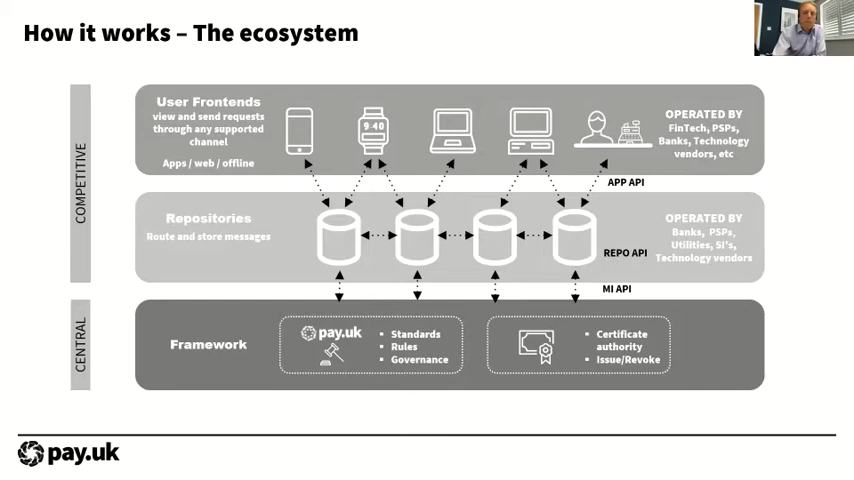 How it works – The ecosystem
COMPETITIVE
User Frontends
view and send requests
through any supported
channel
Apps / web / offline
9:40
OPERATED BY
FinTech, PSPs,
Banks, Technology
vendors, etc
APP API
Repositories
Route and store messages
OPERATED BY
Banks, PSPs,
Utilities, SI's,
Technology vendors
REPO API
MI API
CENTRAL
Framework
pay.uk
▪ Standards
▪ Rules
▪ Governance
▪ Certificate
authority
▪ Issue/Revoke
pay.uk